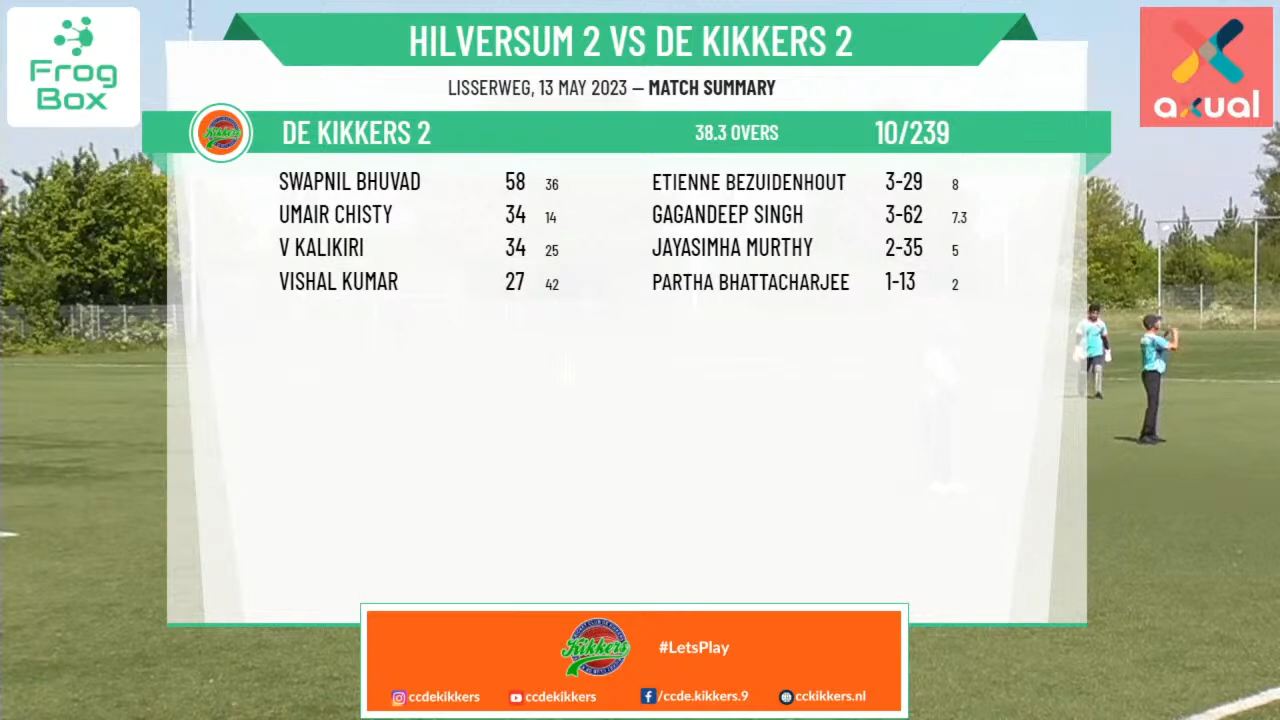 Frog
Box
HILVERSUM 2 VS DE KIKKERS 2
axual
LISSERWEG, 13 MAY 2023 – MATCH SUMMARY
Kikkers
DE KIKKERS 2 38.3 OVERS 10/239
SWAPNIL BHUVAD 58 36 ETIENNE BEZUIDENHOUT 3-29 8
UMAIR CHISTY 34 14 GAGANDEEP SINGH 3-62 7.3
V KALIKIRI 34 25 JAYASIMHA MURTHY 2-35 5
VISHAL KUMAR 27 42 PARTHA BHATTACHARJEE 1-13 2
Kikkers
#LetsPlay
ccdekikkers ccdekikkers /ccde.kikkers.9 cckikkers.nl